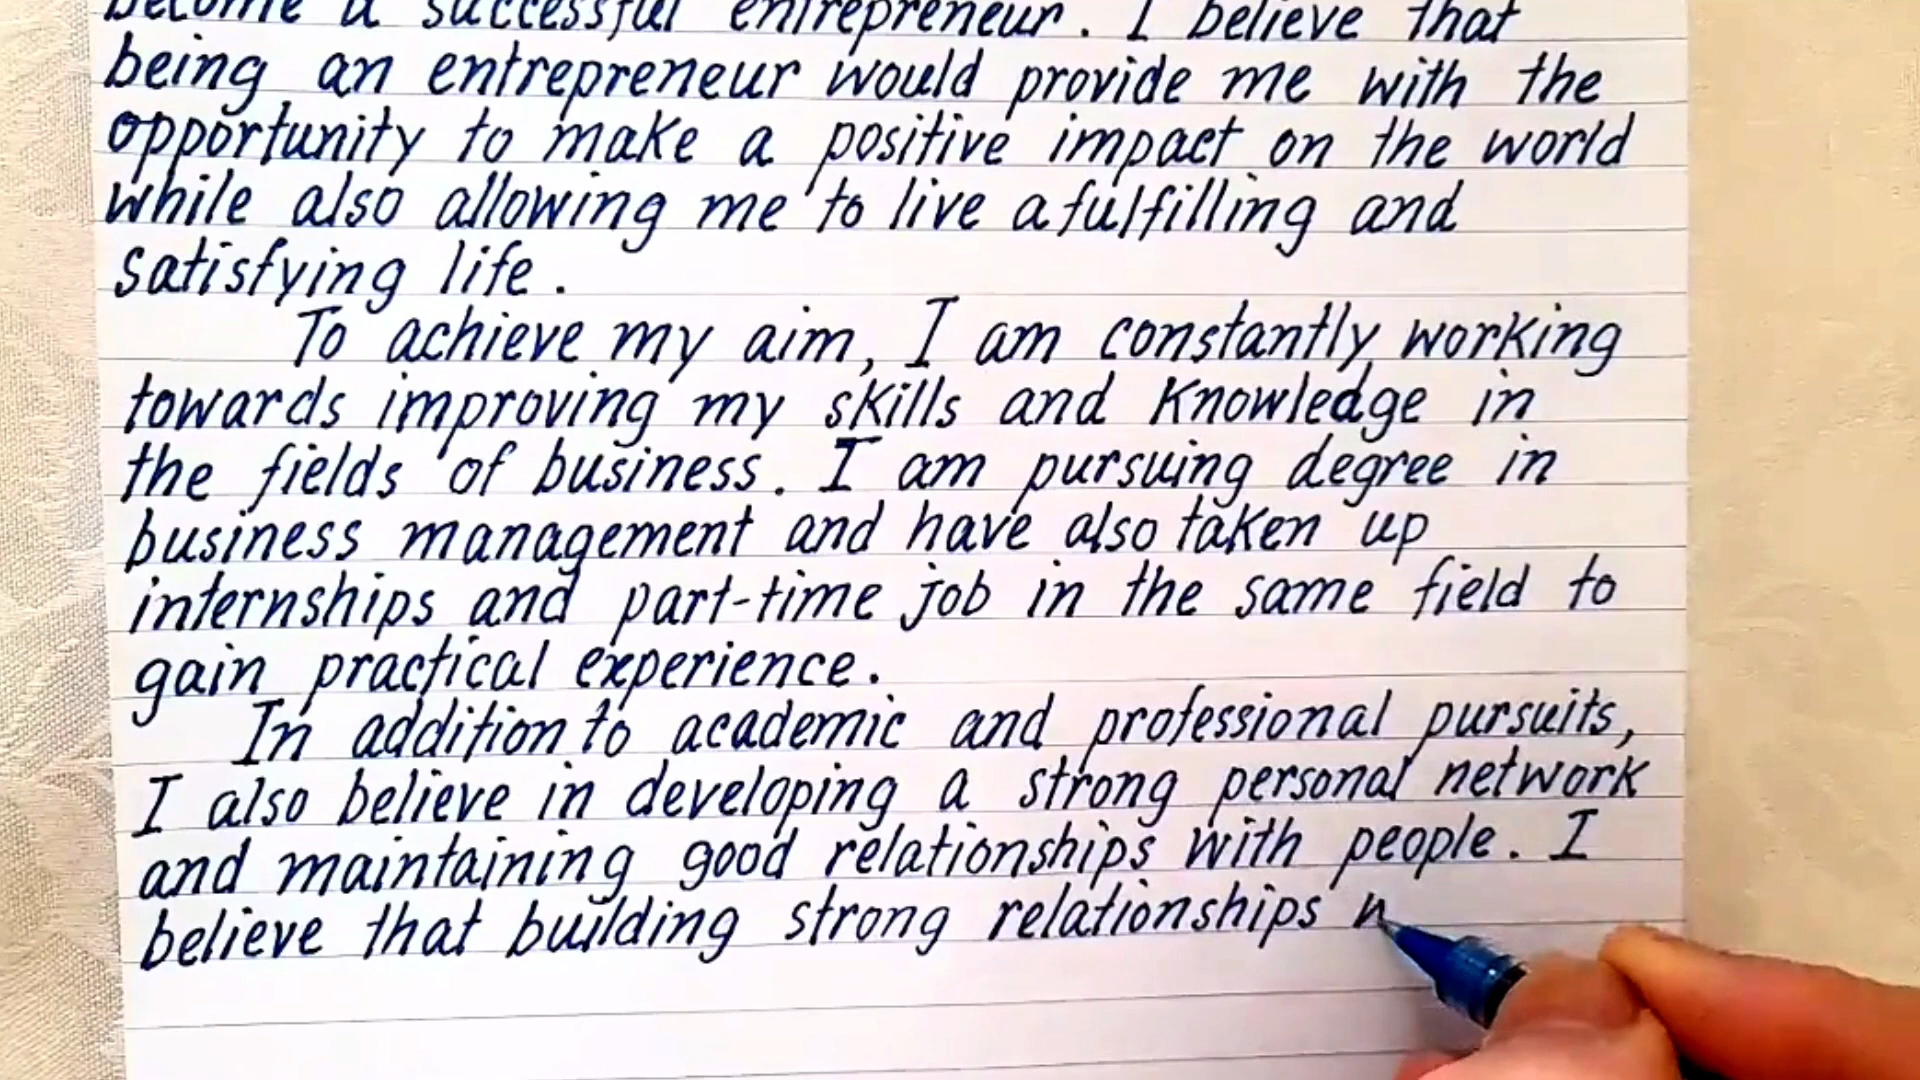 become a successful entrepreneur. I believe that
being an entrepreneur would provide me with the
opportunity to make a positive impact on the world
while also allowing me to live a fulfilling and
satisfying life.
To achieve my aim, I am constantly working
towards improving my skills and knowledge in
the fields of business. I am pursuing degree in
business management and have also taken up
internships and part-time job in the same field to
gain practical experience.
In addition to academic and professional pursuits,
I also believe in developing a strong personal network
and maintaining good relationships with people. I
believe that building strong relationships